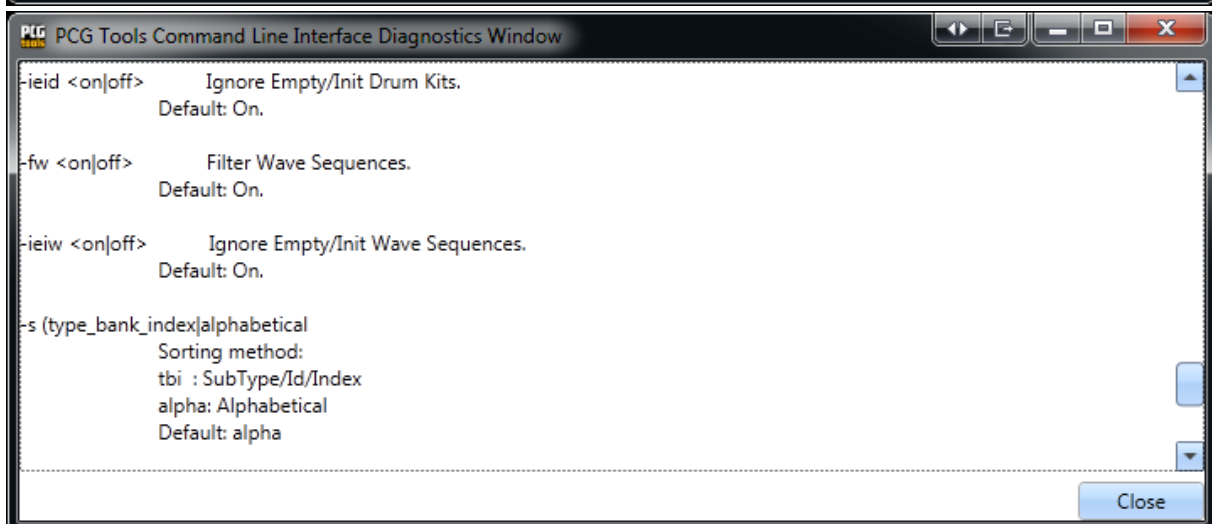 PCG Tools Command Line Interface Diagnostics Window
-ieid <on|off> Ignore Empty/Init Drum Kits.
Default: On.
-fw <on|off> Filter Wave Sequences.
Default: On.
-ieiw <on|off> Ignore Empty/Init Wave Sequences.
Default: On.
-s (type_bank_index|alphabetical
Sorting method:
tbi : SubType/Id/Index
alpha: Alphabetical
Default: alpha
Close